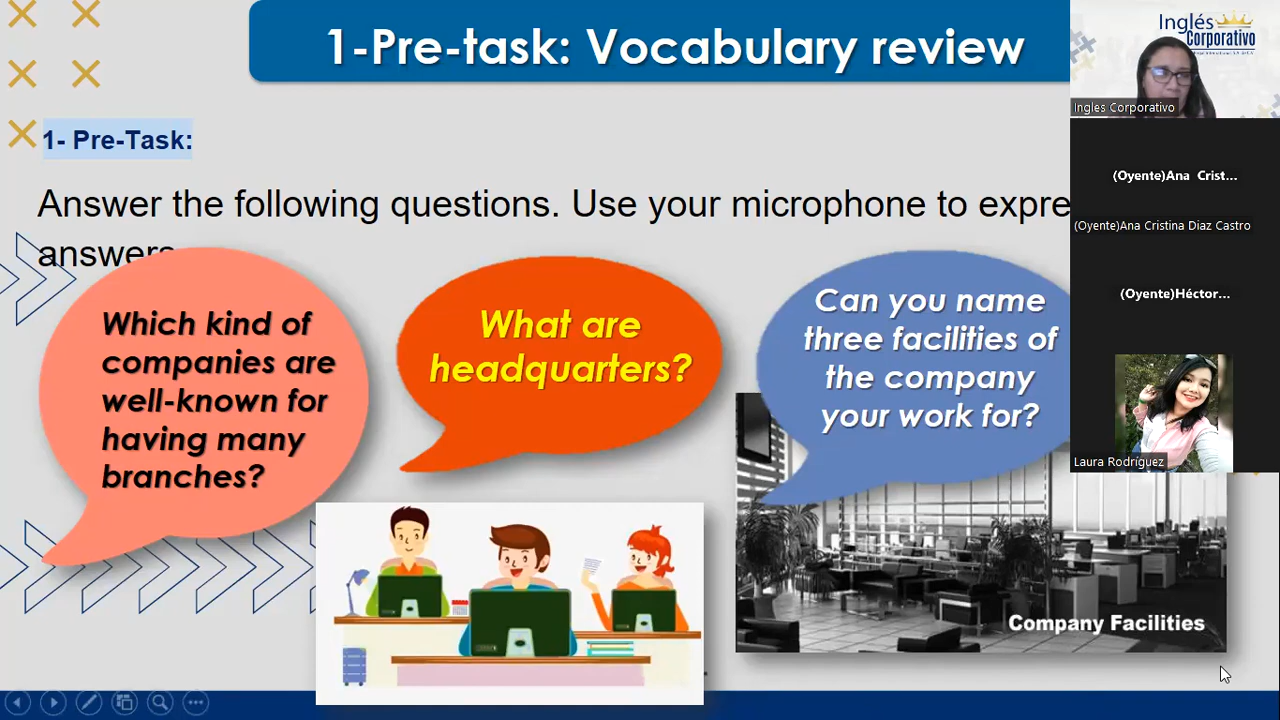 1-Pre-task: Vocabulary review
Inglés
Corporativo
Ingles Corporativo
1- Pre-Task:
Answer the following questions. Use your microphone to expre
answers
Which kind of
companies are
well-known for
having many
branches?
What are
headquarters?
Can you name
three facilities of
the company
your work for?
Company Facilities
(Oyente)Ana Crist...
(Oyente)Ana Cristina Diaz Castro
(Oyente)Héctor...
Laura Rodríguez